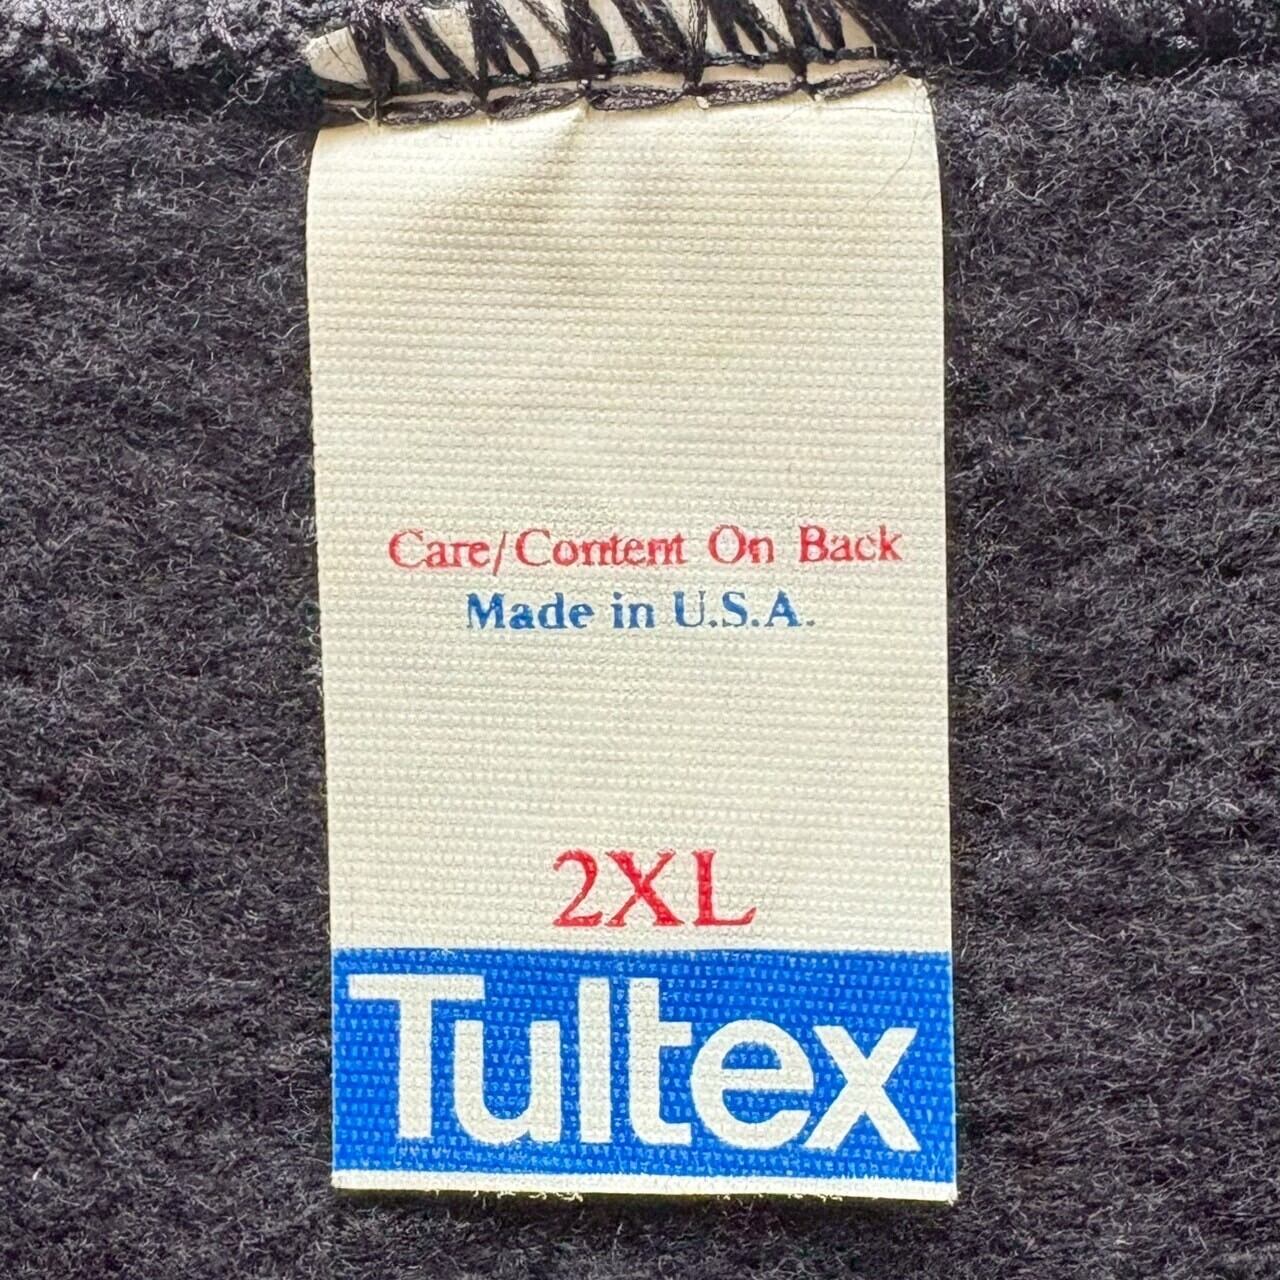 Care/Content On Back
Made in U.S.A.
2XL
Tultex